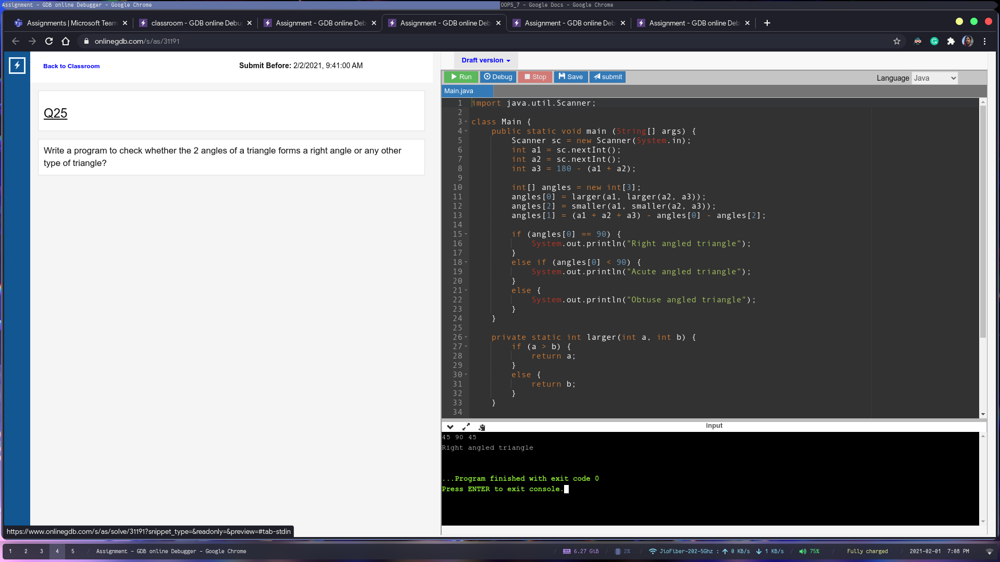 Assignment - GDB online Debugger - Google Chrome
OOPS_7 - Google Docs - Google Chrome
Assignments | Microsoft Team
classroom - GDB online Debu
Assignment - GDB online Deb
Assignment - GDB online Deb
Assignment - GDB online Deb
Assignment - GDB online Deb
onlinegdb.com/s/as/31191
Back to Classroom
Submit Before: 2/2/2021, 9:41:00 AM
Q25
Write a program to check whether the 2 angles of a triangle forms a right angle or any other
type of triangle?
Draft version
Run
Debug
Stop
Save
submit
Language Java
Main.java
1 import java.util.Scanner;
2
3 class Main {
4 public static void main (String[] args) {
5 Scanner sc = new Scanner(System.in);
6 int a1 = sc.nextInt();
7 int a2 = sc.nextInt();
8 int a3 = 180 - (a1 + a2);
9
10 int[] angles = new int[3];
11 angles[0] = larger(a1, larger(a2, a3));
12 angles[2] = smaller(a1, smaller(a2, a3));
13 angles[1] = (a1 + a2 + a3) - angles[0] - angles[2];
14
15 if (angles[0] == 90) {
16 System.out.println("Right angled triangle");
17 }
18 else if (angles[0] < 90) {
19 System.out.println("Acute angled triangle");
20 }
21 else {
22 System.out.println("Obtuse angled triangle");
23 }
24 }
25
26 private static int larger(int a, int b) {
27 if (a > b) {
28 return a;
29 }
30 else {
31 return b;
32 }
33 }
34
input
45 90 45
Right angled triangle
...Program finished with exit code 0
Press ENTER to exit console.
https://www.onlinegdb.com/s/as/solve/31191?snippet_type=&readonly=&preview=#tab-stdin
1 2 3 4 5 / Assignment - GDB online Debugger - Google Chrome
/ 6.27 GiB / 2% / JioFiber-202-5Ghz : 0 KB/s 1 KB/s / 75% / Fully charged / 2021-02-01 7:08 PM